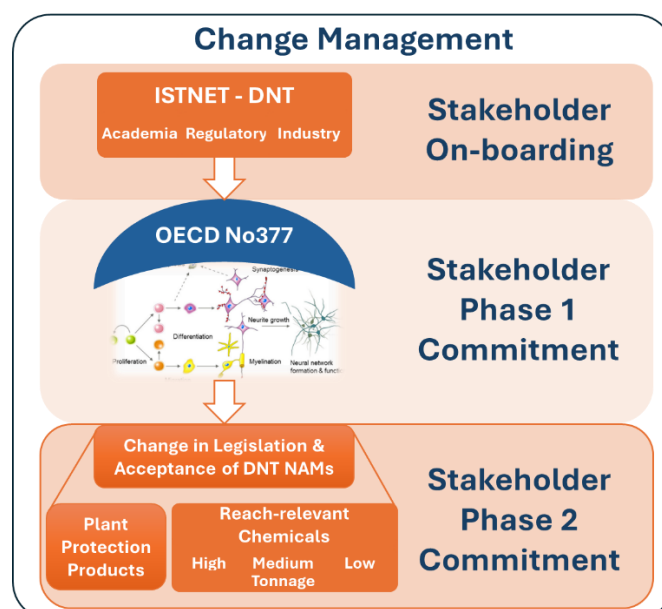 Change Management
ISTNET - DNT
Academia Regulatory Industry
Stakeholder
On-boarding
OECD No377
Synaptogenesis
Neurite growth
Differentiation
Proliferation
Myelination
Neural network
formation & functi
Stakeholder
Phase 1
Commitment
Change in Legislation &
Acceptance of DNT NAMs
Plant
Protection
Products
Reach-relevant
Chemicals
High Medium Low
Tonnage
Stakeholder
Phase 2
Commitment